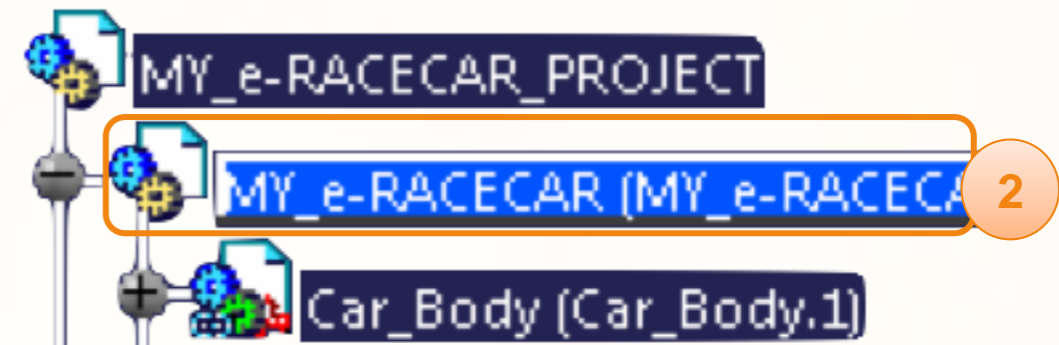 MY_e-RACECAR_PROJECT
MY_e-RACECAR (MY_e-RACECA
2
Car_Body (Car_Body.1)